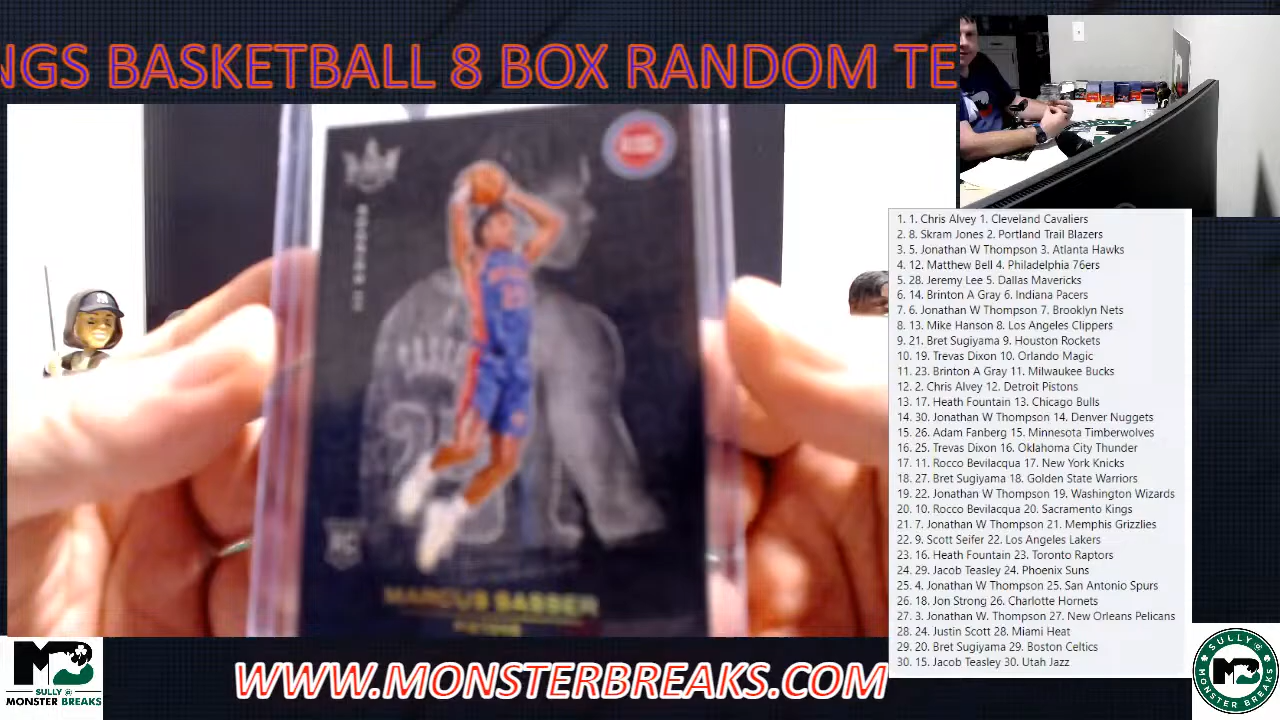 NGS BASKETBALL 8 BOX RANDOM TE
RC
MARCUS SASSER
1. 1. Chris Alvey 1. Cleveland Cavaliers
2. 8. Skram Jones 2. Portland Trail Blazers
3. 5. Jonathan W Thompson 3. Atlanta Hawks
4. 12. Matthew Bell 4. Philadelphia 76ers
5. 28. Jeremy Lee 5. Dallas Mavericks
6. 14. Brinton A Gray 6. Indiana Pacers
7. 6. Jonathan W Thompson 7. Brooklyn Nets
8. 13. Mike Hanson 8. Los Angeles Clippers
9. 21. Bret Sugiyama 9. Houston Rockets
10. 19. Trevas Dixon 10. Orlando Magic
11. 23. Brinton A Gray 11. Milwaukee Bucks
12. 2. Chris Alvey 12. Detroit Pistons
13. 17. Heath Fountain 13. Chicago Bulls
14. 30. Jonathan W Thompson 14. Denver Nuggets
15. 26. Adam Fanberg 15. Minnesota Timberwolves
16. 25. Trevas Dixon 16. Oklahoma City Thunder
17. 11. Rocco Bevilacqua 17. New York Knicks
18. 27. Bret Sugiyama 18. Golden State Warriors
19. 22. Jonathan W Thompson 19. Washington Wizards
20. 10. Rocco Bevilacqua 20. Sacramento Kings
21. 7. Jonathan W Thompson 21. Memphis Grizzlies
22. 9. Scott Seifer 22. Los Angeles Lakers
23. 16. Heath Fountain 23. Toronto Raptors
24. 29. Jacob Teasley 24. Phoenix Suns
25. 4. Jonathan W Thompson 25. San Antonio Spurs
26. 18. Jon Strong 26. Charlotte Hornets
27. 3. Jonathan W. Thompson 27. New Orleans Pelicans
28. 24. Justin Scott 28. Miami Heat
29. 20. Bret Sugiyama 29. Boston Celtics
30. 15. Jacob Teasley 30. Utah Jazz
SULLY @
MONSTER BREAKS
WWW.MONSTERBREAKS.COM
SULLY @
MONSTER BREAKS